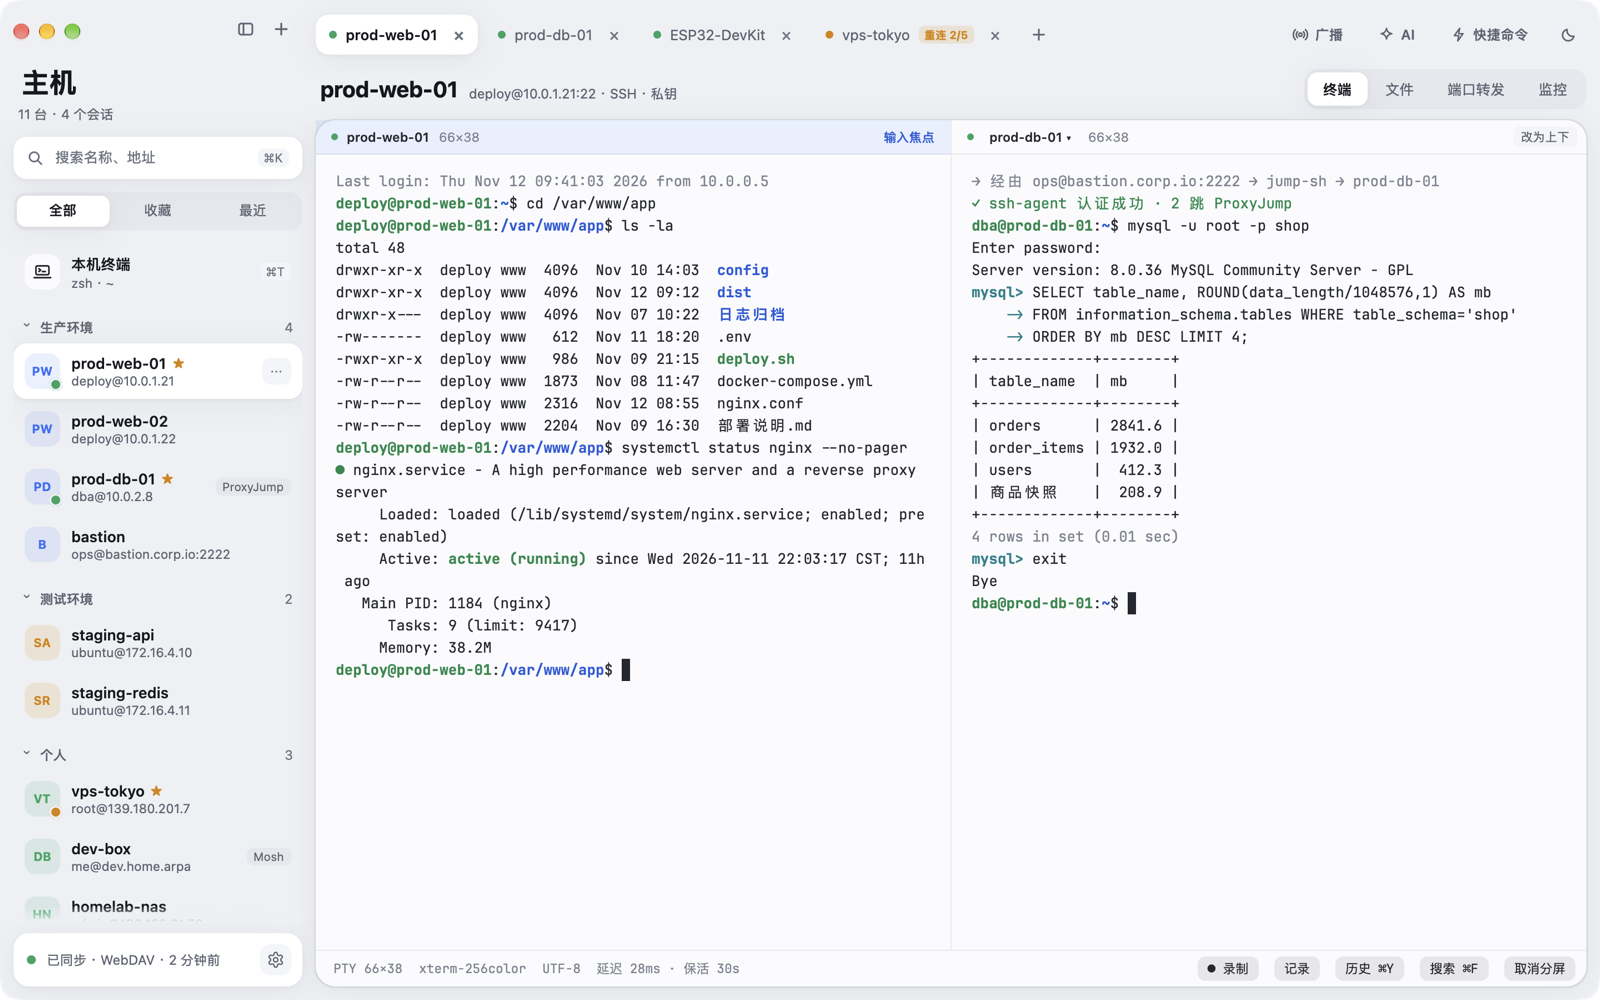 主机
11 台 · 4 个会话
搜索名称、地址 ⌘K
全部 收藏 最近
本机终端
zsh · ~ ⌘T
生产环境 4
PW prod-web-01 ★
deploy@10.0.1.21 ···
PW prod-web-02
deploy@10.0.1.22
PD prod-db-01 ★
dba@10.0.2.8 ProxyJump
B bastion
ops@bastion.corp.io:2222
测试环境 2
SA staging-api
ubuntu@172.16.4.10
SR staging-redis
ubuntu@172.16.4.11
个人 3
VT vps-tokyo ★
root@139.180.201.7
DB dev-box
me@dev.home.arpa Mosh
HN homelab-nas
已同步 · WebDAV · 2 分钟前
prod-web-01 × prod-db-01 × ESP32-DevKit × vps-tokyo 重连 2/5 × +
广播 AI 快捷命令
prod-web-01 deploy@10.0.1.21:22 · SSH · 私钥
终端 文件 端口转发 监控
prod-web-01 66×38 输入焦点
Last login: Thu Nov 12 09:41:03 2026 from 10.0.0.5
deploy@prod-web-01:~$ cd /var/www/app
deploy@prod-web-01:/var/www/app$ ls -la
total 48
drwxr-xr-x  deploy www  4096  Nov 10 14:03  config
drwxr-xr-x  deploy www  4096  Nov 12 09:12  dist
drwxr-x---  deploy www  4096  Nov 07 10:22  日志归档
-rw-------  deploy www   612  Nov 11 18:20  .env
-rwxr-xr-x  deploy www   986  Nov 09 21:15  deploy.sh
-rw-r--r--  deploy www  1873  Nov 08 11:47  docker-compose.yml
-rw-r--r--  deploy www  2316  Nov 12 08:55  nginx.conf
-rw-r--r--  deploy www  2204  Nov 09 16:30  部署说明.md
deploy@prod-web-01:/var/www/app$ systemctl status nginx --no-pager
● nginx.service - A high performance web server and a reverse proxy
server
     Loaded: loaded (/lib/systemd/system/nginx.service; enabled; pre
set: enabled)
     Active: active (running) since Wed 2026-11-11 22:03:17 CST; 11h
 ago
   Main PID: 1184 (nginx)
      Tasks: 9 (limit: 9417)
     Memory: 38.2M
deploy@prod-web-01:/var/www/app$
prod-db-01 ▾ 66×38 改为上下
→ 经由 ops@bastion.corp.io:2222 → jump-sh → prod-db-01
✓ ssh-agent 认证成功 · 2 跳 ProxyJump
dba@prod-db-01:~$ mysql -u root -p shop
Enter password:
Server version: 8.0.36 MySQL Community Server - GPL
mysql> SELECT table_name, ROUND(data_length/1048576,1) AS mb
    -> FROM information_schema.tables WHERE table_schema='shop'
    -> ORDER BY mb DESC LIMIT 4;
+-------------+--------+
| table_name  | mb     |
+-------------+--------+
| orders      | 2841.6 |
| order_items | 1932.0 |
| users       |  412.3 |
| 商品快照    |  208.9 |
+-------------+--------+
4 rows in set (0.01 sec)
mysql> exit
Bye
dba@prod-db-01:~$
PTY 66×38 xterm-256color UTF-8 延迟 28ms · 保活 30s
● 录制 记录 历史 ⌘Y 搜索 ⌘F 取消分屏